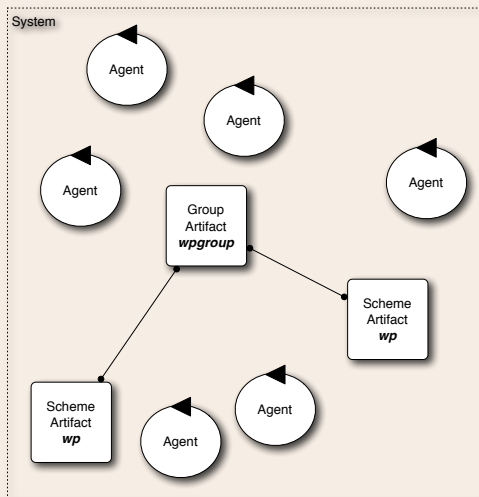 System
Agent
Agent
Agent
Agent
Group
Artifact
wpgroup
Scheme
Artifact
wp
Scheme
Artifact
wp
Agent
Agent